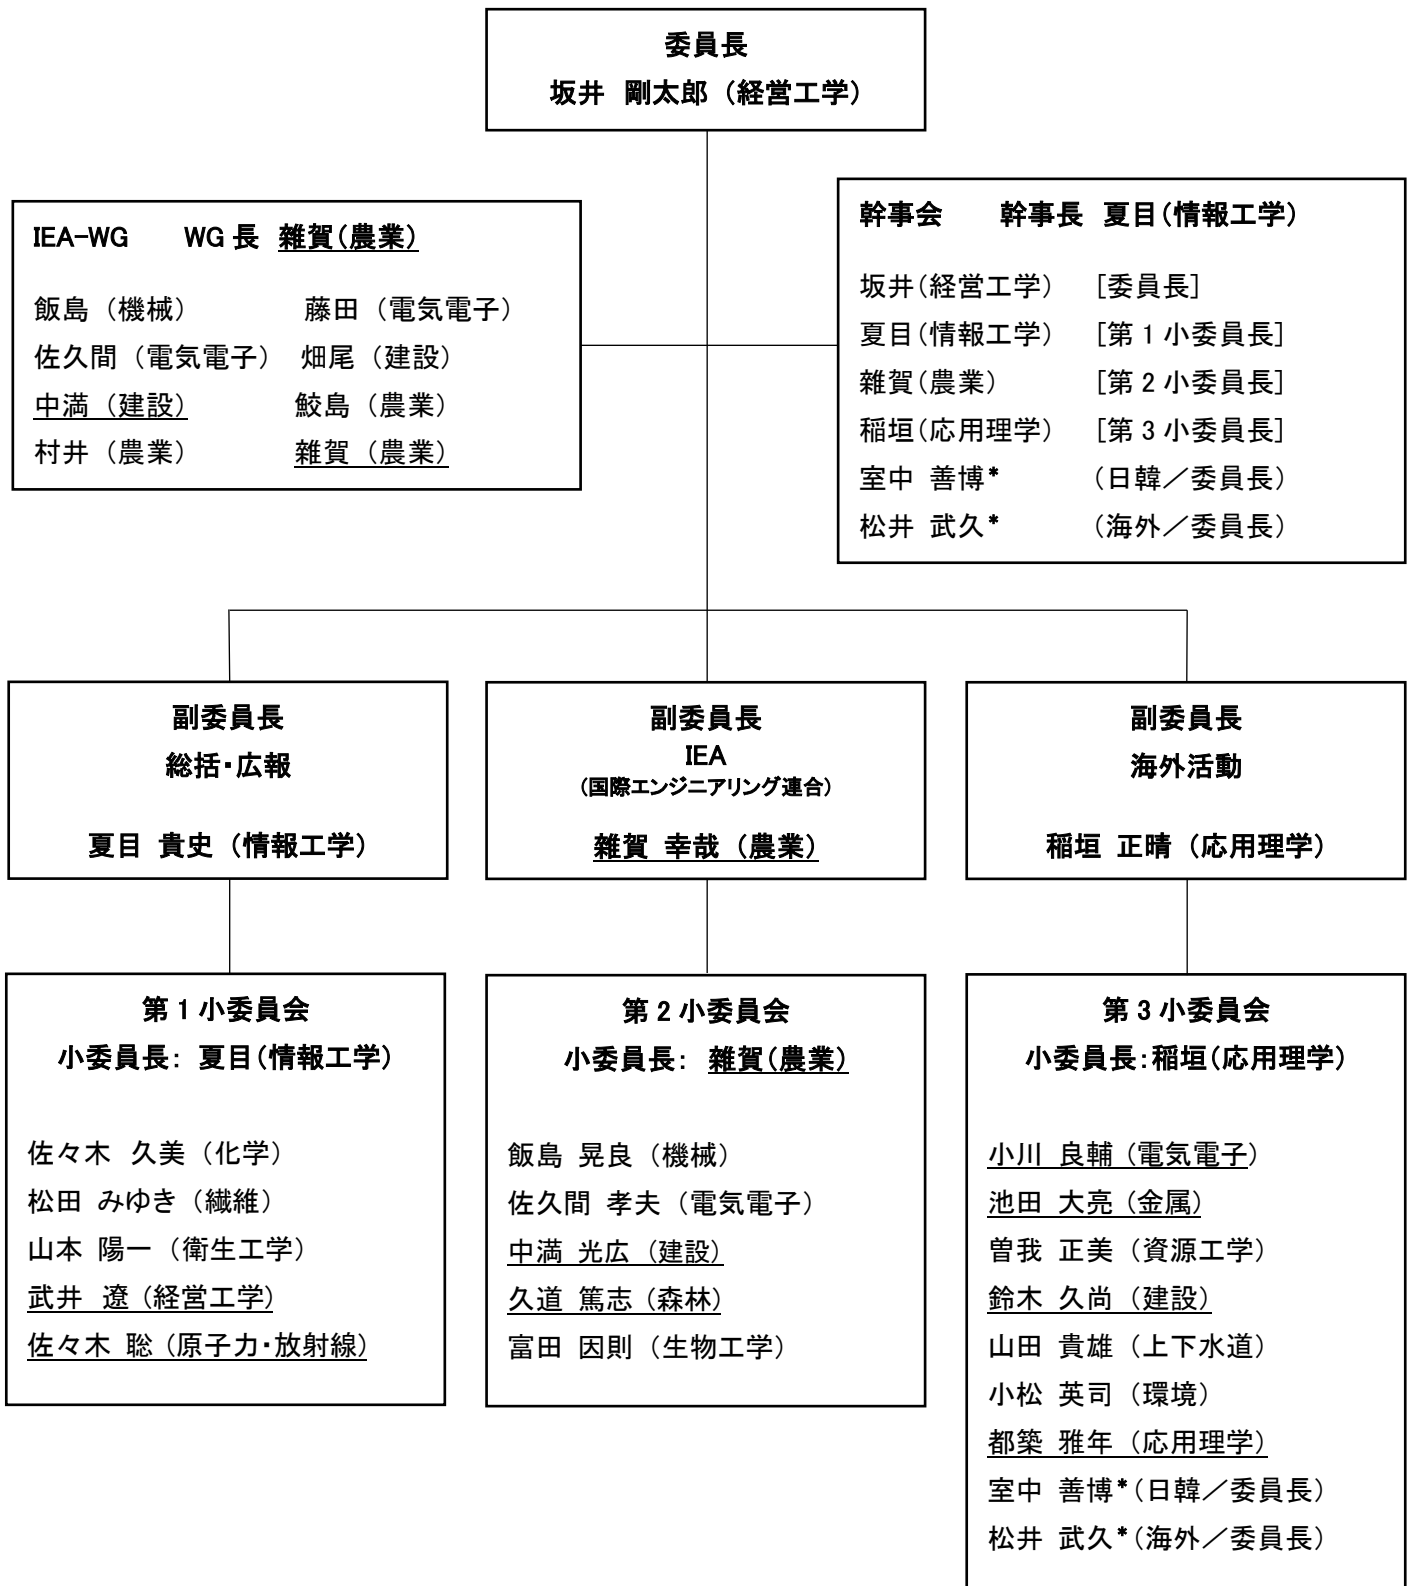 委員長
坂井 剛太郎（経営工学）
IEA-WG WG 長 雑賀（農業）
飯島（機械） 藤田（電気電子）
佐久間（電気電子） 畑尾（建設）
中満（建設） 鮫島（農業）
村井（農業） 雑賀（農業）
幹事会 幹事長 夏目（情報工学）
坂井（経営工学） ［委員長］
夏目（情報工学） ［第 1 小委員長］
雑賀（農業） ［第 2 小委員長］
稲垣（応用理学） ［第 3 小委員長］
室中 善博* （日韓／委員長）
松井 武久* （海外／委員長）
副委員長
総括・広報
夏目 貴史（情報工学）
副委員長
IEA
（国際エンジニアリング連合）
雑賀 幸哉（農業）
副委員長
海外活動
稲垣 正晴（応用理学）
第 1 小委員会
小委員長： 夏目（情報工学）
佐々木 久美（化学）
松田 みゆき（繊維）
山本 陽一（衛生工学）
武井 遼（経営工学）
佐々木 聡（原子力・放射線）
第 2 小委員会
小委員長： 雑賀（農業）
飯島 晃良（機械）
佐久間 孝夫（電気電子）
中満 光広（建設）
久道 篤志（森林）
富田 因則（生物工学）
第 3 小委員会
小委員長：稲垣（応用理学）
小川 良輔（電気電子）
池田 大亮（金属）
曽我 正美（資源工学）
鈴木 久尚（建設）
山田 貴雄（上下水道）
小松 英司（環境）
都築 雅年（応用理学）
室中 善博*（日韓／委員長）
松井 武久*（海外／委員長）